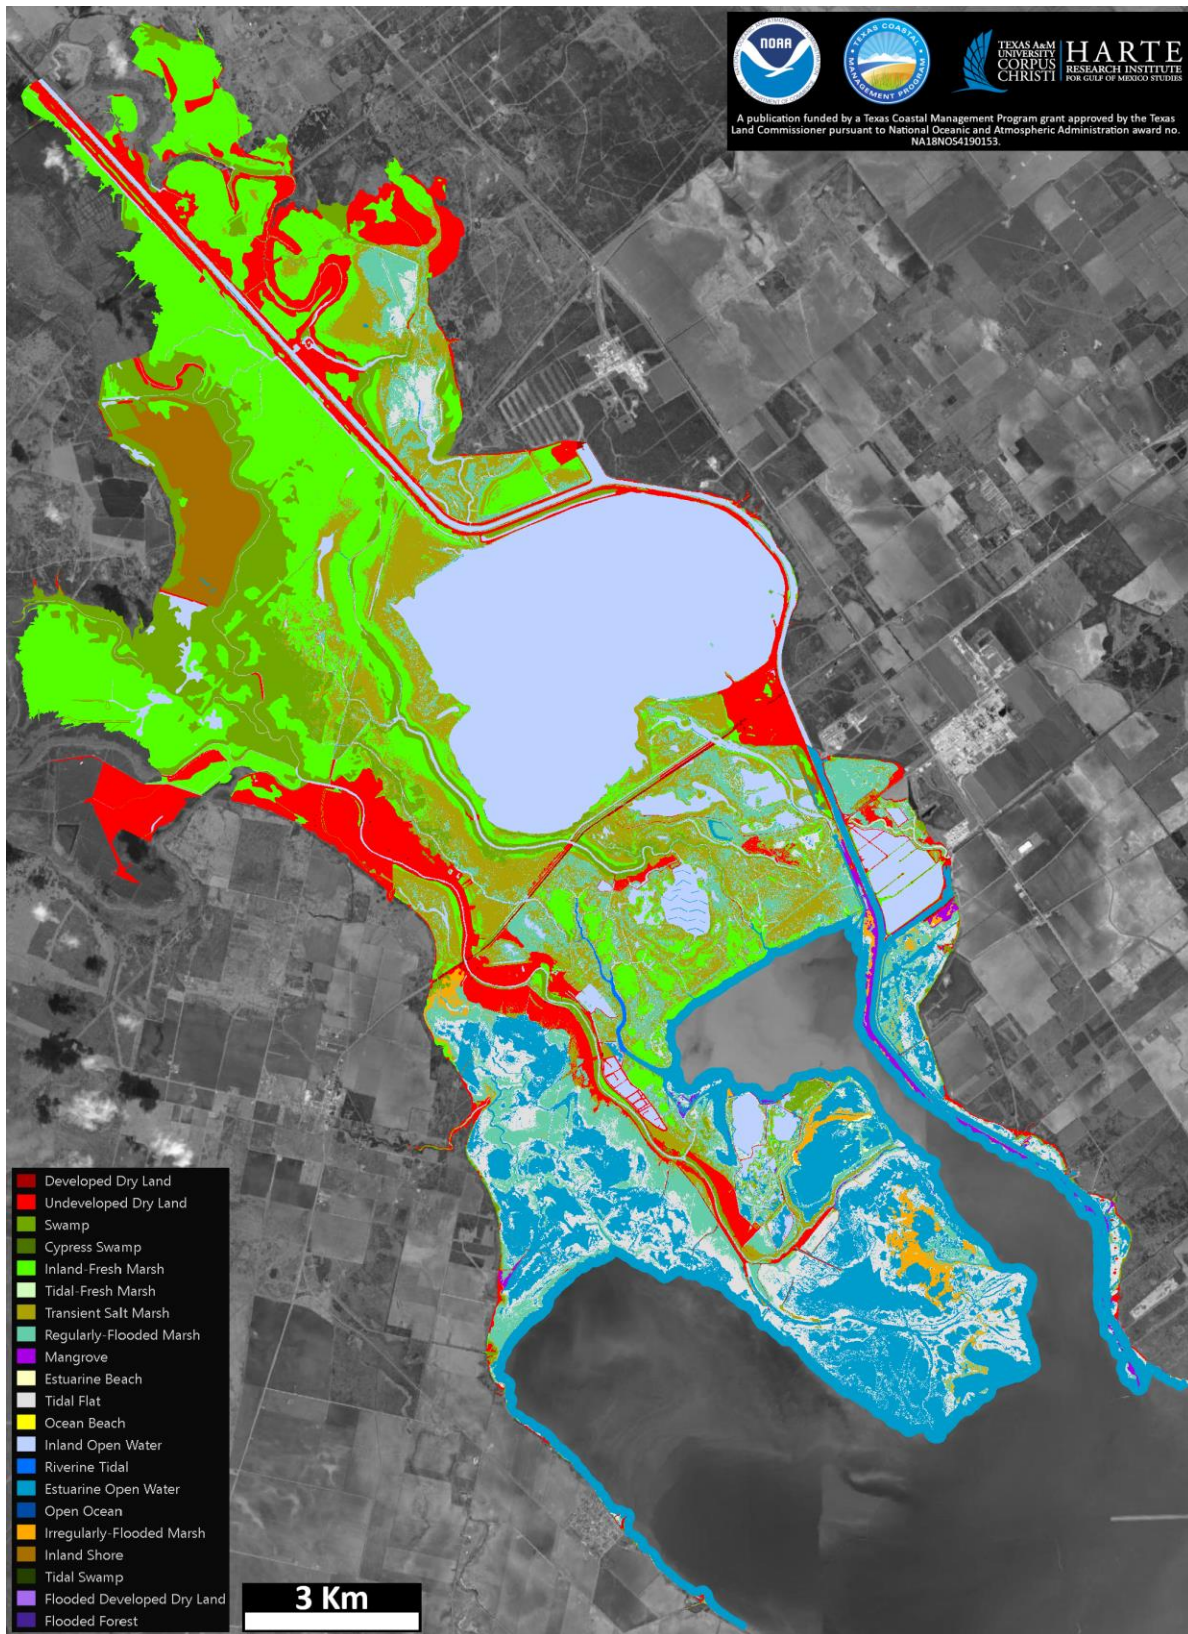 NOAA
TEXAS COASTAL
MANAGEMENT PROGRAM
TEXAS A&M
UNIVERSITY
CORPUS
CHRISTI
HARTE
RESEARCH INSTITUTE
FOR GULF OF MEXICO STUDIES
A publication funded by a Texas Coastal Management Program grant approved by the Texas
Land Commissioner pursuant to National Oceanic and Atmospheric Administration award no.
NA18NOS4190153.
Developed Dry Land
Undeveloped Dry Land
Swamp
Cypress Swamp
Inland-Fresh Marsh
Tidal-Fresh Marsh
Transient Salt Marsh
Regularly-Flooded Marsh
Mangrove
Estuarine Beach
Tidal Flat
Ocean Beach
Inland Open Water
Riverine Tidal
Estuarine Open Water
Open Ocean
Irregularly-Flooded Marsh
Inland Shore
Tidal Swamp
Flooded Developed Dry Land
Flooded Forest
3 Km